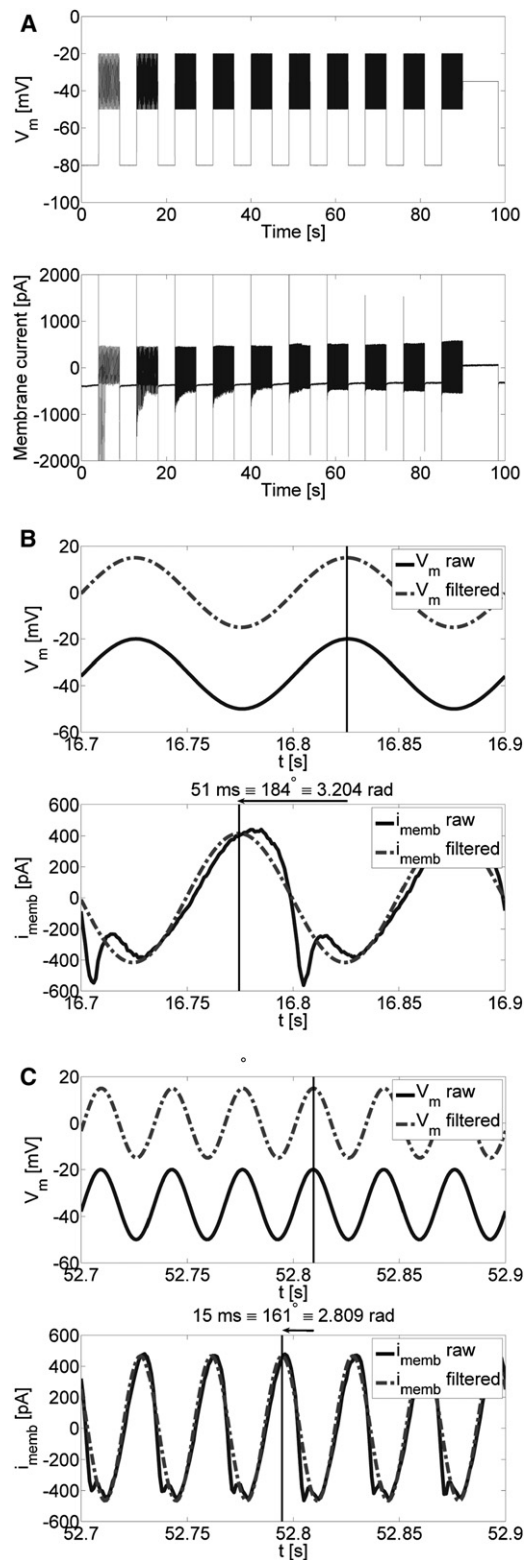 A
V_m [mV]
-20
-40
-60
-80
-100
0 20 40 60 80 100
Time [s]
Membrane current [pA]
2000
1000
0
-1000
-2000
0 20 40 60 80 100
Time [s]
B
V_m [mV]
20
0
-20
-40
-60
V_m raw
V_m filtered
16.7 16.75 16.8 16.85 16.9
t [s]
51 ms ≡ 184° ≡ 3.204 rad
i_memb [pA]
600
400
200
0
-200
-400
-600
i_memb raw
i_memb filtered
16.7 16.75 16.8 16.85 16.9
t [s]
C
V_m [mV]
20
0
-20
-40
-60
V_m raw
V_m filtered
52.7 52.75 52.8 52.85 52.9
t [s]
15 ms ≡ 161° ≡ 2.809 rad
i_memb [pA]
600
400
200
0
-200
-400
-600
i_memb raw
i_memb filtered
52.7 52.75 52.8 52.85 52.9
t [s]